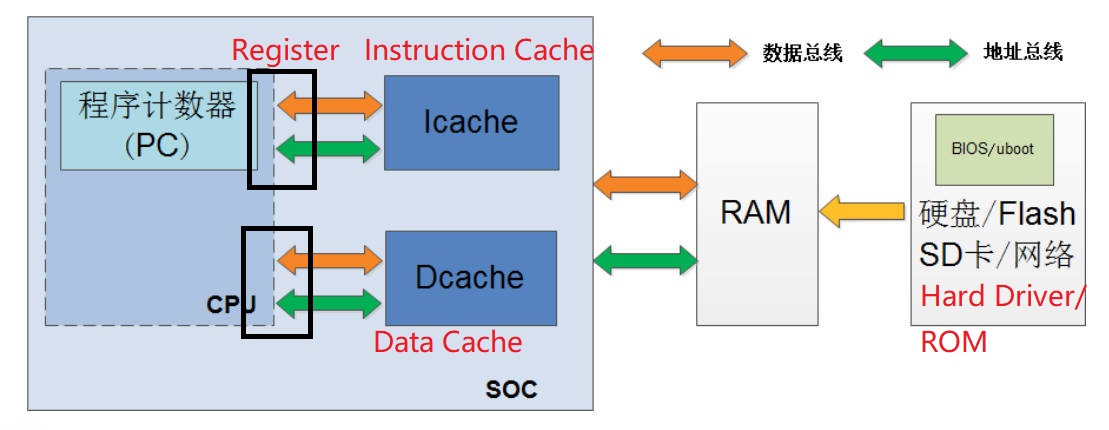 Register
Instruction Cache
数据总线
地址总线
程序计数器
(PC)
Icache
BIOS/uboot
RAM
硬盘/Flash
SD卡/网络
Hard Driver/
ROM
Dcache
CPU
Data Cache
SOC